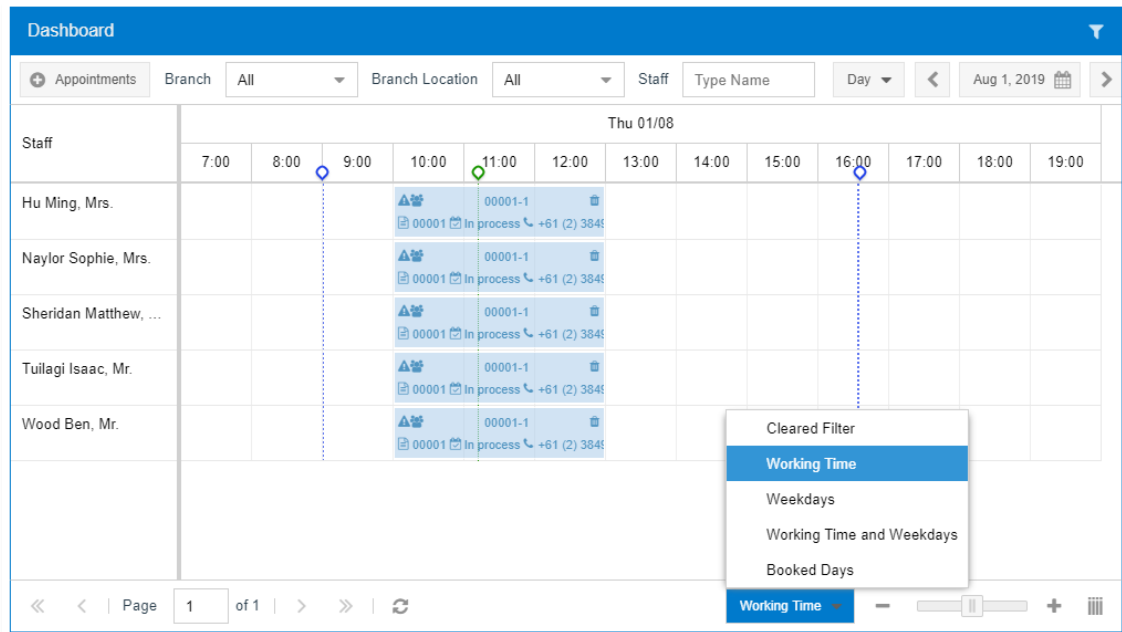 Dashboard
Appointments Branch All Branch Location All Staff Type Name Day Aug 1, 2019
Staff
Thu 01/08
7:00 8:00 9:00 10:00 11:00 12:00 13:00 14:00 15:00 16:00 17:00 18:00 19:00
Hu Ming, Mrs.
00001-1
00001 In process +61 (2) 3849
Naylor Sophie, Mrs.
00001-1
00001 In process +61 (2) 3849
Sheridan Matthew, ...
00001-1
00001 In process +61 (2) 3849
Tuilagi Isaac, Mr.
00001-1
00001 In process +61 (2) 3849
Wood Ben, Mr.
00001-1
00001 In process +61 (2) 3849
Cleared Filter
Working Time
Weekdays
Working Time and Weekdays
Booked Days
Page 1 of 1 Working Time